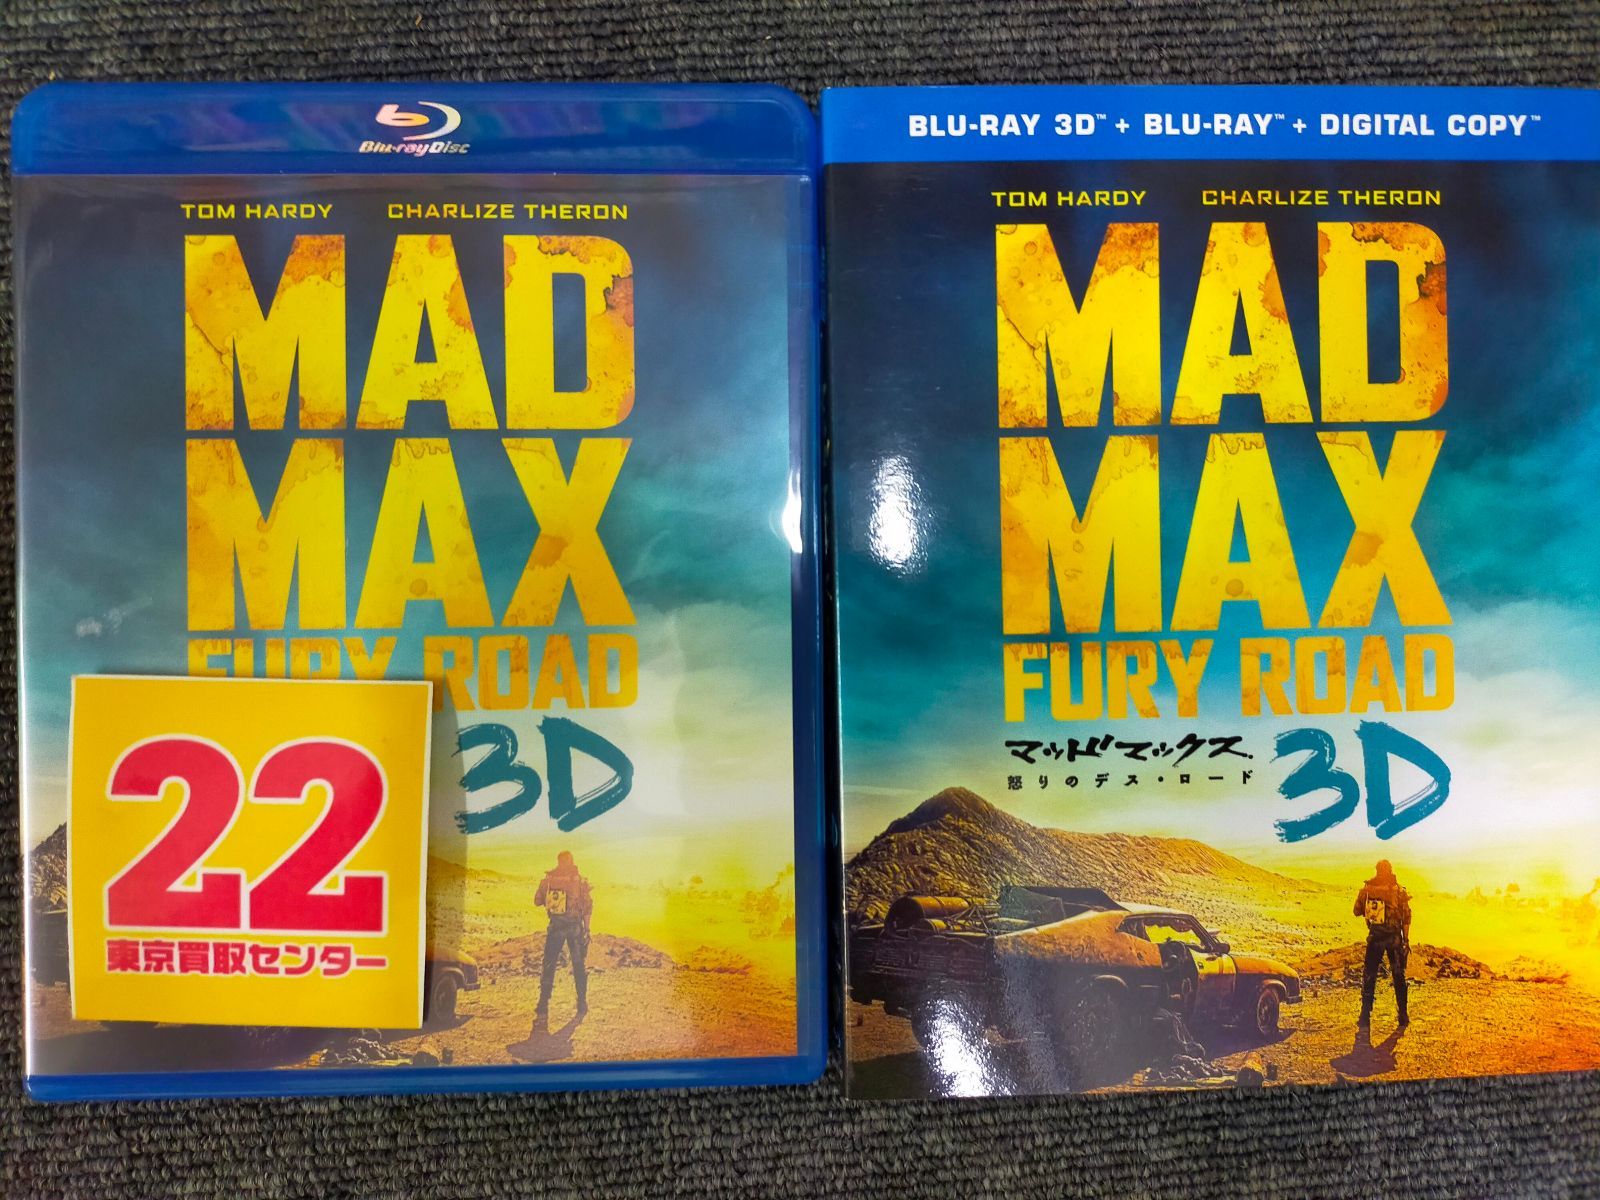 Blu-ray Disc
TOM HARDY CHARLIZE THERON
MAD
MAX
FURY ROAD
3D
22
東京買取センター
BLU-RAY 3D™ + BLU-RAY™ + DIGITAL COPY™
TOM HARDY CHARLIZE THERON
MAD
MAX
FURY ROAD
マッドマックス
怒りのデス・ロード
3D